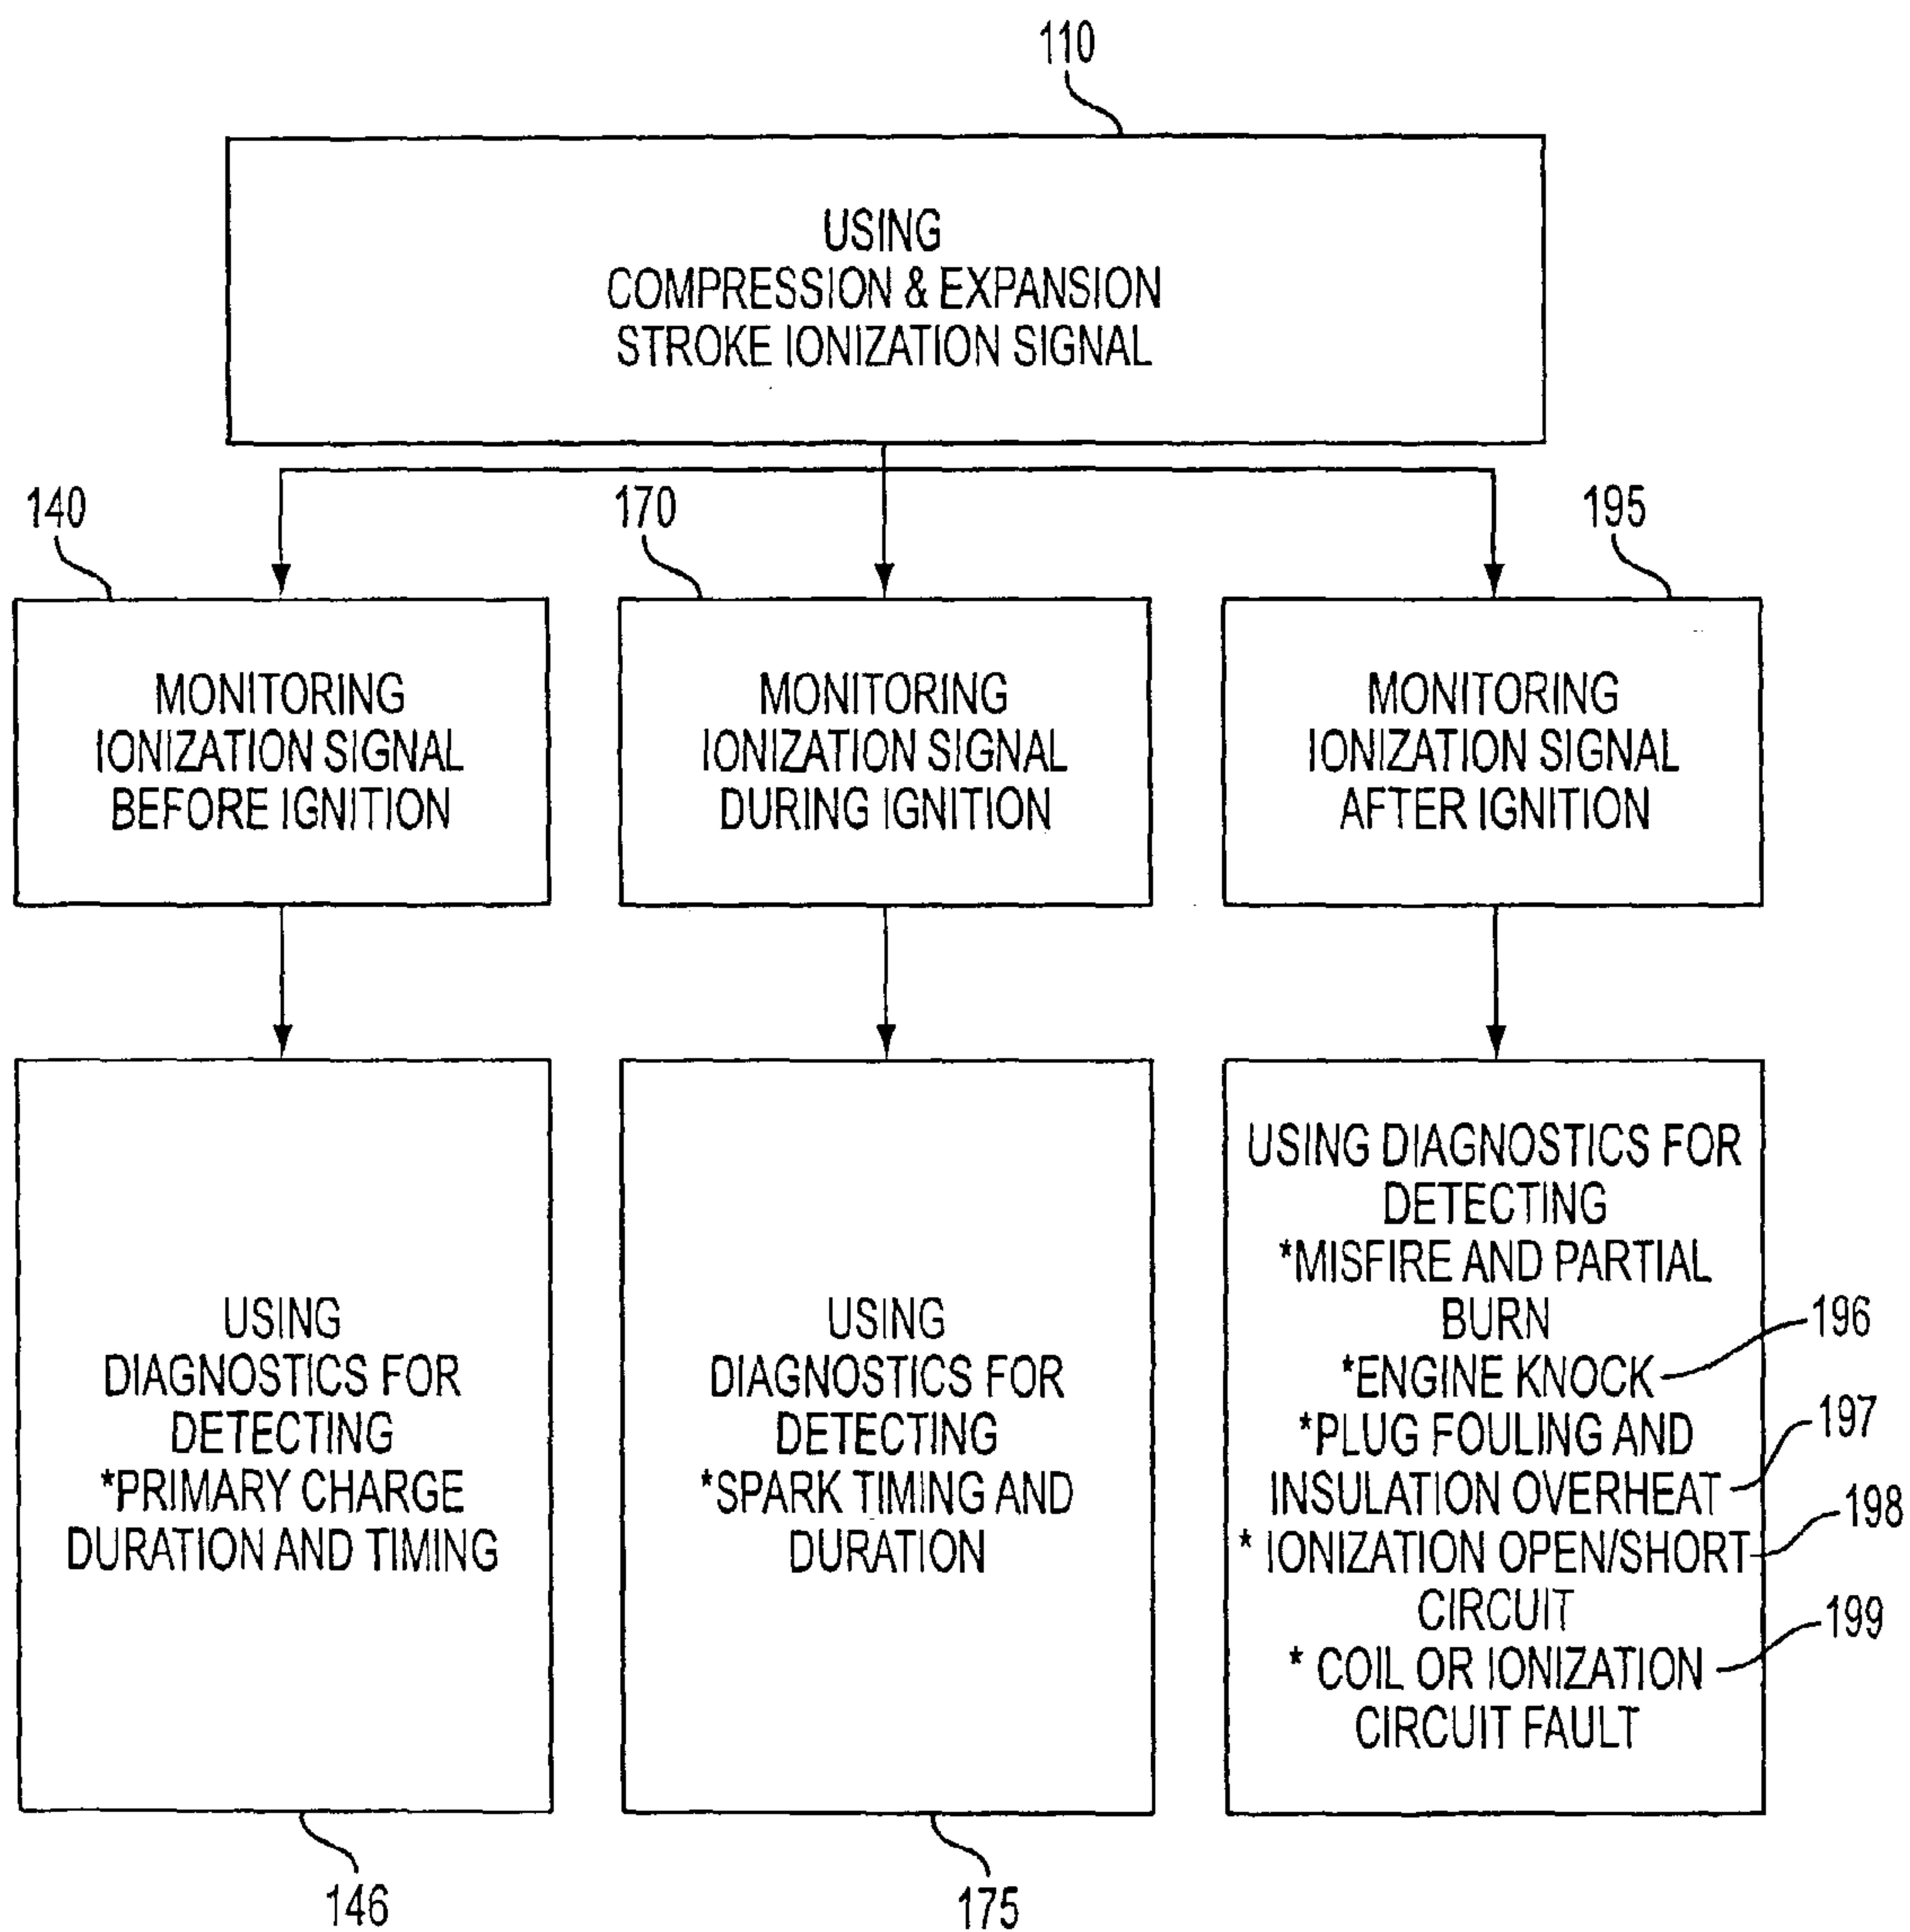 110
USING
COMPRESSION & EXPANSION
STROKE IONIZATION SIGNAL
140
170
195
MONITORING
IONIZATION SIGNAL
BEFORE IGNITION
MONITORING
IONIZATION SIGNAL
DURING IGNITION
MONITORING
IONIZATION SIGNAL
AFTER IGNITION
USING
DIAGNOSTICS FOR
DETECTING
*PRIMARY CHARGE
DURATION AND TIMING
146
USING
DIAGNOSTICS FOR
DETECTING
*SPARK TIMING AND
DURATION
175
USING DIAGNOSTICS FOR
DETECTING
*MISFIRE AND PARTIAL
BURN
*ENGINE KNOCK
196
*PLUG FOULING AND
INSULATION OVERHEAT
197
* IONIZATION OPEN/SHORT
CIRCUIT
198
* COIL OR IONIZATION
CIRCUIT FAULT
199